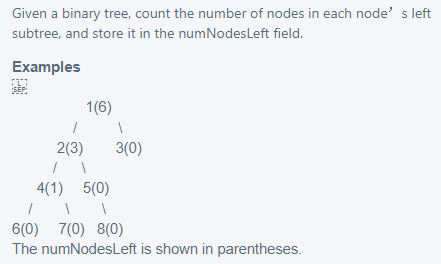 Given a binary tree, count the number of nodes in each node’ s left
subtree, and store it in the numNodesLeft field.
Examples
L SEP
1(6)
/ \
2(3) 3(0)
/ \
4(1) 5(0)
/ \ \
6(0) 7(0) 8(0)
The numNodesLeft is shown in parentheses.